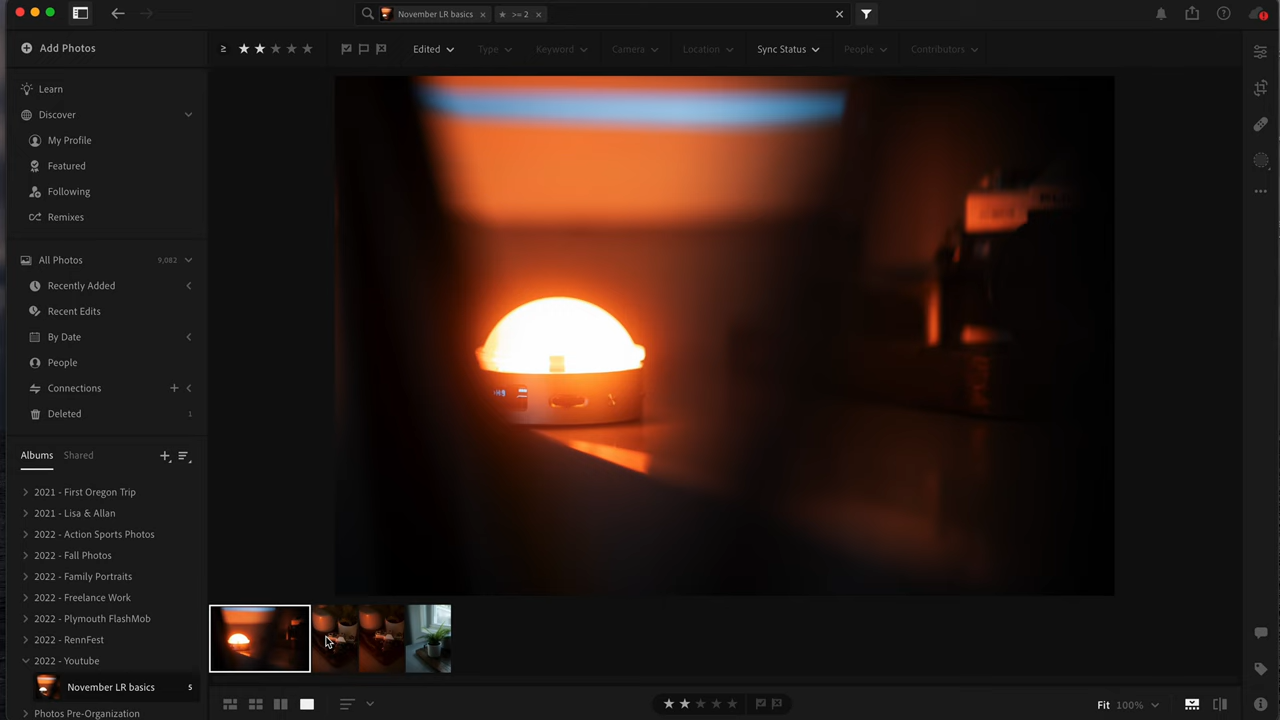 November LR basics × ★ >= 2 ×
Add Photos
≥
Edited
Type
Keyword
Camera
Location
Sync Status
People
Contributors
Learn
Discover
My Profile
Featured
Following
Remixes
All Photos 9,082
Recently Added
Recent Edits
By Date
People
Connections +
Deleted 1
Albums Shared
2021 - First Oregon Trip
2021 - Lisa & Allan
2022 - Action Sports Photos
2022 - Fall Photos
2022 - Family Portraits
2022 - Freelance Work
2022 - Plymouth FlashMob
2022 - RennFest
2022 - Youtube
November LR basics 5
Photos Pre-Organization
Fit 100%